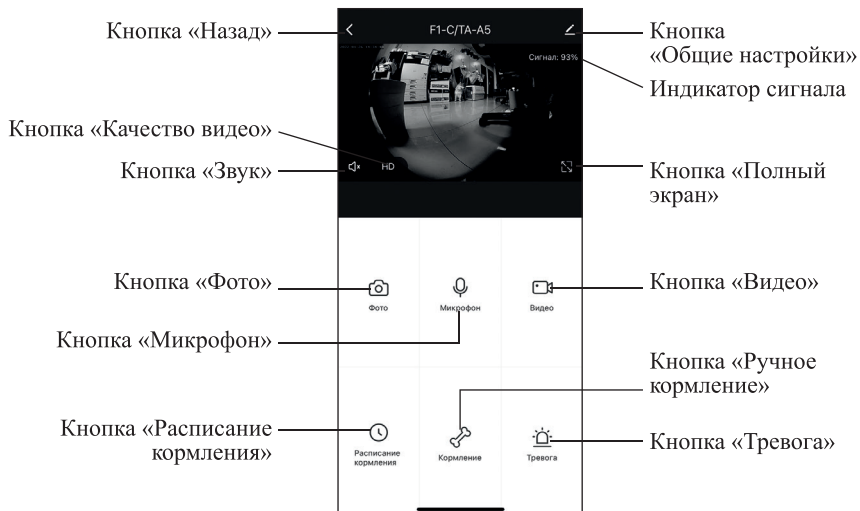 Кнопка «Назад»
F1-C/TA-A5
Кнопка
«Общие настройки»
Сигнал: 93%
Индикатор сигнала
Кнопка «Качество видео»
Кнопка «Звук»
HD
Кнопка «Полный
экран»
Кнопка «Фото»
Фото
Микрофон
Видео
Кнопка «Видео»
Кнопка «Микрофон»
Кнопка «Ручное
кормление»
Кнопка «Расписание
кормления»
Расписание
кормления
Кормление
Тревога
Кнопка «Тревога»